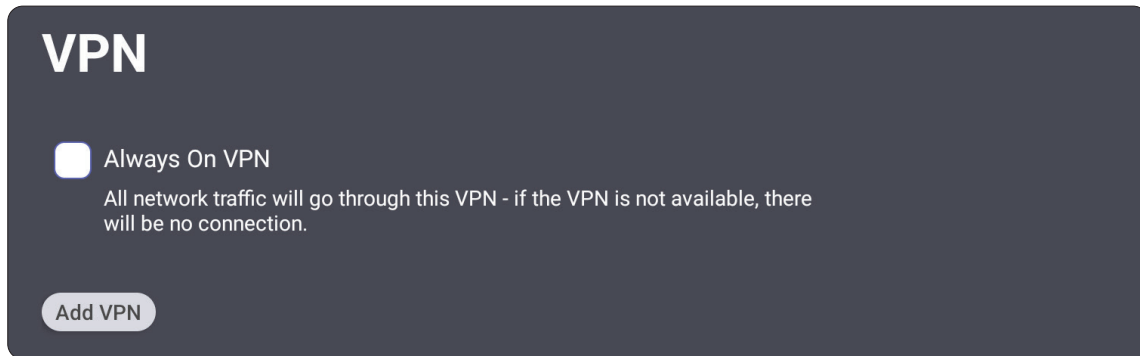 VPN
Always On VPN
All network traffic will go through this VPN - if the VPN is not available, there
will be no connection.
Add VPN